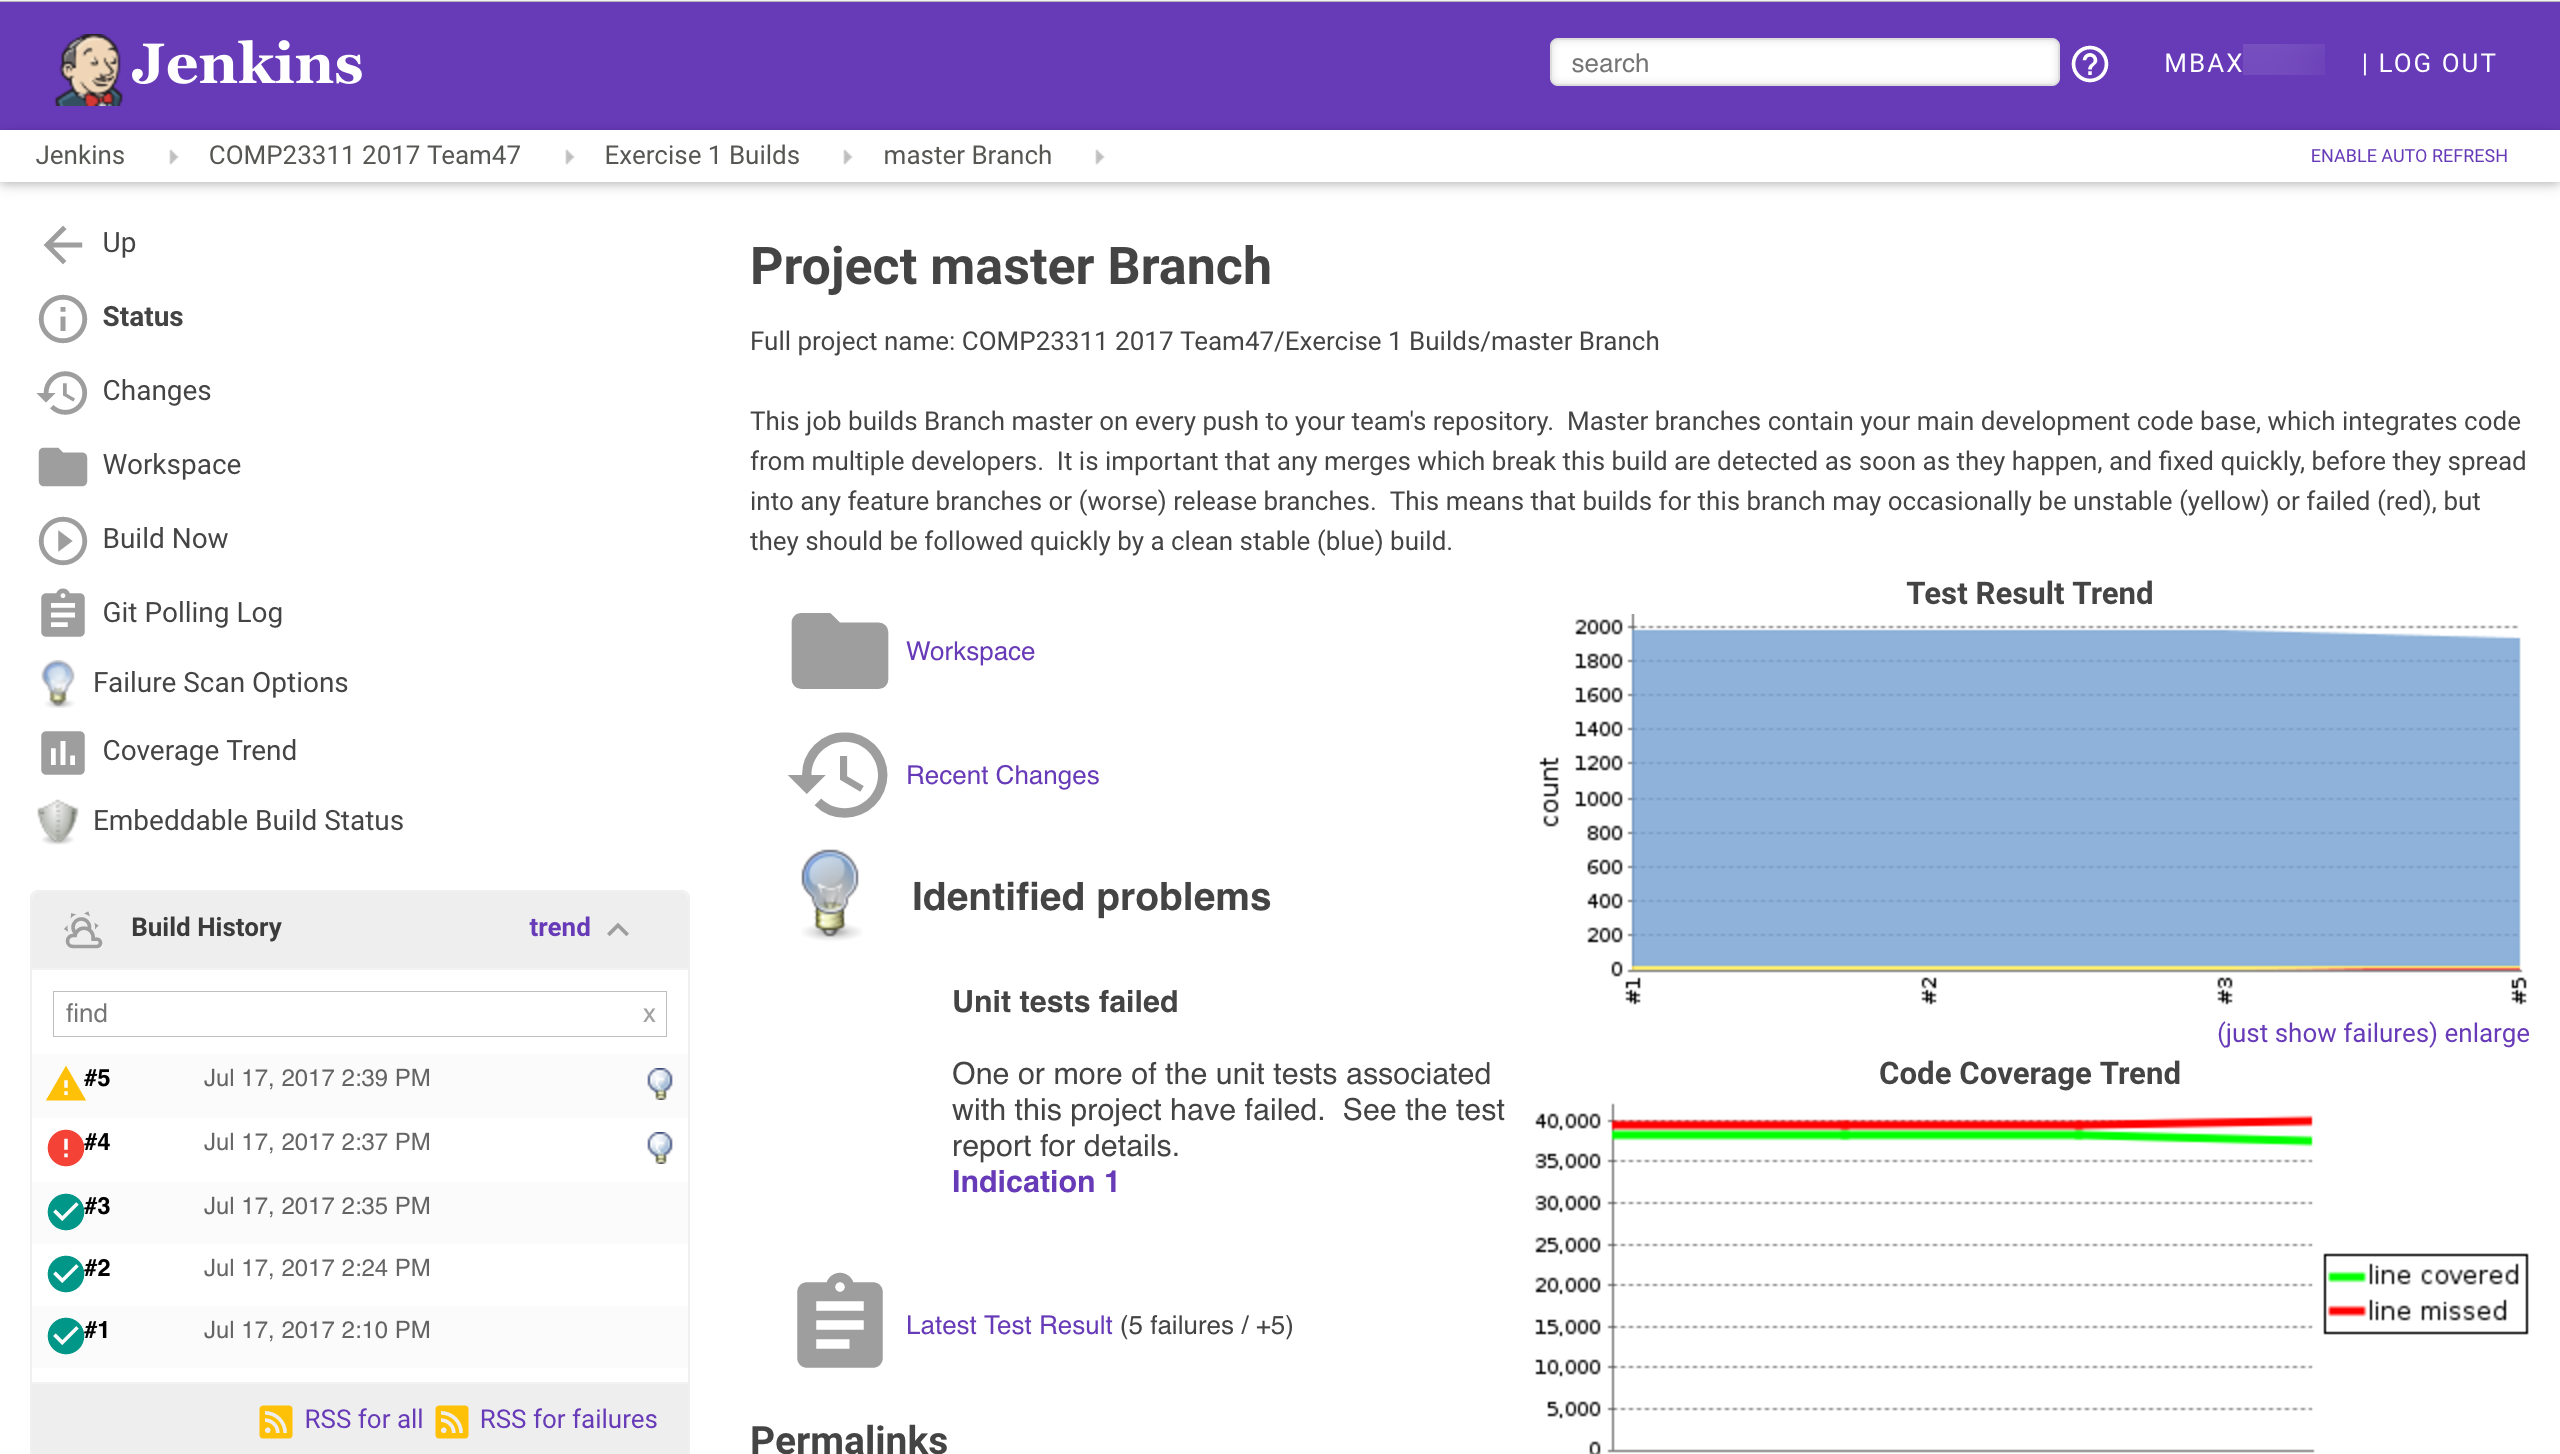 Jenkins
search
MBAX
| LOG OUT
Jenkins
COMP23311 2017 Team47
Exercise 1 Builds
master Branch
ENABLE AUTO REFRESH
Up
Status
Changes
Workspace
Build Now
Git Polling Log
Failure Scan Options
Coverage Trend
Embeddable Build Status
Build History
trend
find
x
#5 Jul 17, 2017 2:39 PM
#4 Jul 17, 2017 2:37 PM
#3 Jul 17, 2017 2:35 PM
#2 Jul 17, 2017 2:24 PM
#1 Jul 17, 2017 2:10 PM
RSS for all
RSS for failures
Project master Branch
Full project name: COMP23311 2017 Team47/Exercise 1 Builds/master Branch
This job builds Branch master on every push to your team's repository.  Master branches contain your main development code base, which integrates code
from multiple developers.  It is important that any merges which break this build are detected as soon as they happen, and fixed quickly, before they spread
into any feature branches or (worse) release branches.  This means that builds for this branch may occasionally be unstable (yellow) or failed (red), but
they should be followed quickly by a clean stable (blue) build.
Workspace
Recent Changes
Identified problems
Unit tests failed
One or more of the unit tests associated
with this project have failed.  See the test
report for details.
Indication 1
Latest Test Result (5 failures / +5)
Permalinks
Test Result Trend
2000
1800
1600
1400
1200
1000
800
600
400
200
0
count
#1
#2
#3
#5
(just show failures) enlarge
Code Coverage Trend
40,000
35,000
30,000
25,000
20,000
15,000
10,000
5,000
0
line covered
line missed